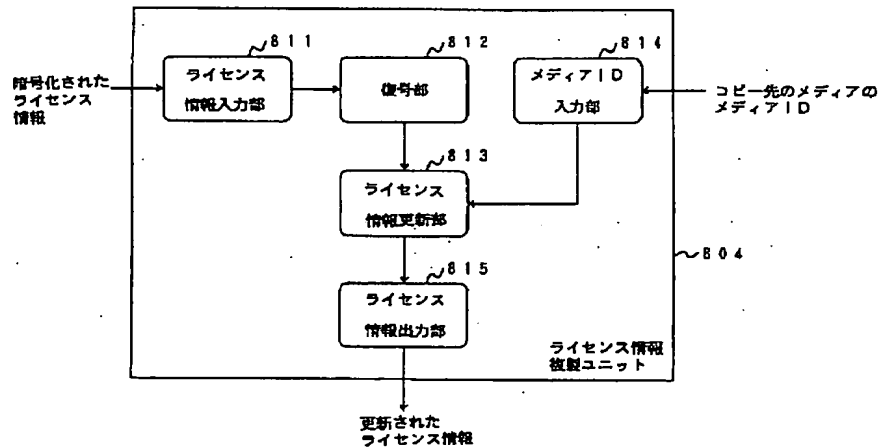 暗号化された
ライセンス
情報
811
ライセンス
情報入力部
812
復号部
814
メディアID
入力部
コピー先のメディアの
メディアID
813
ライセンス
情報更新部
804
815
ライセンス
情報出力部
ライセンス情報
複製ユニット
更新された
ライセンス情報